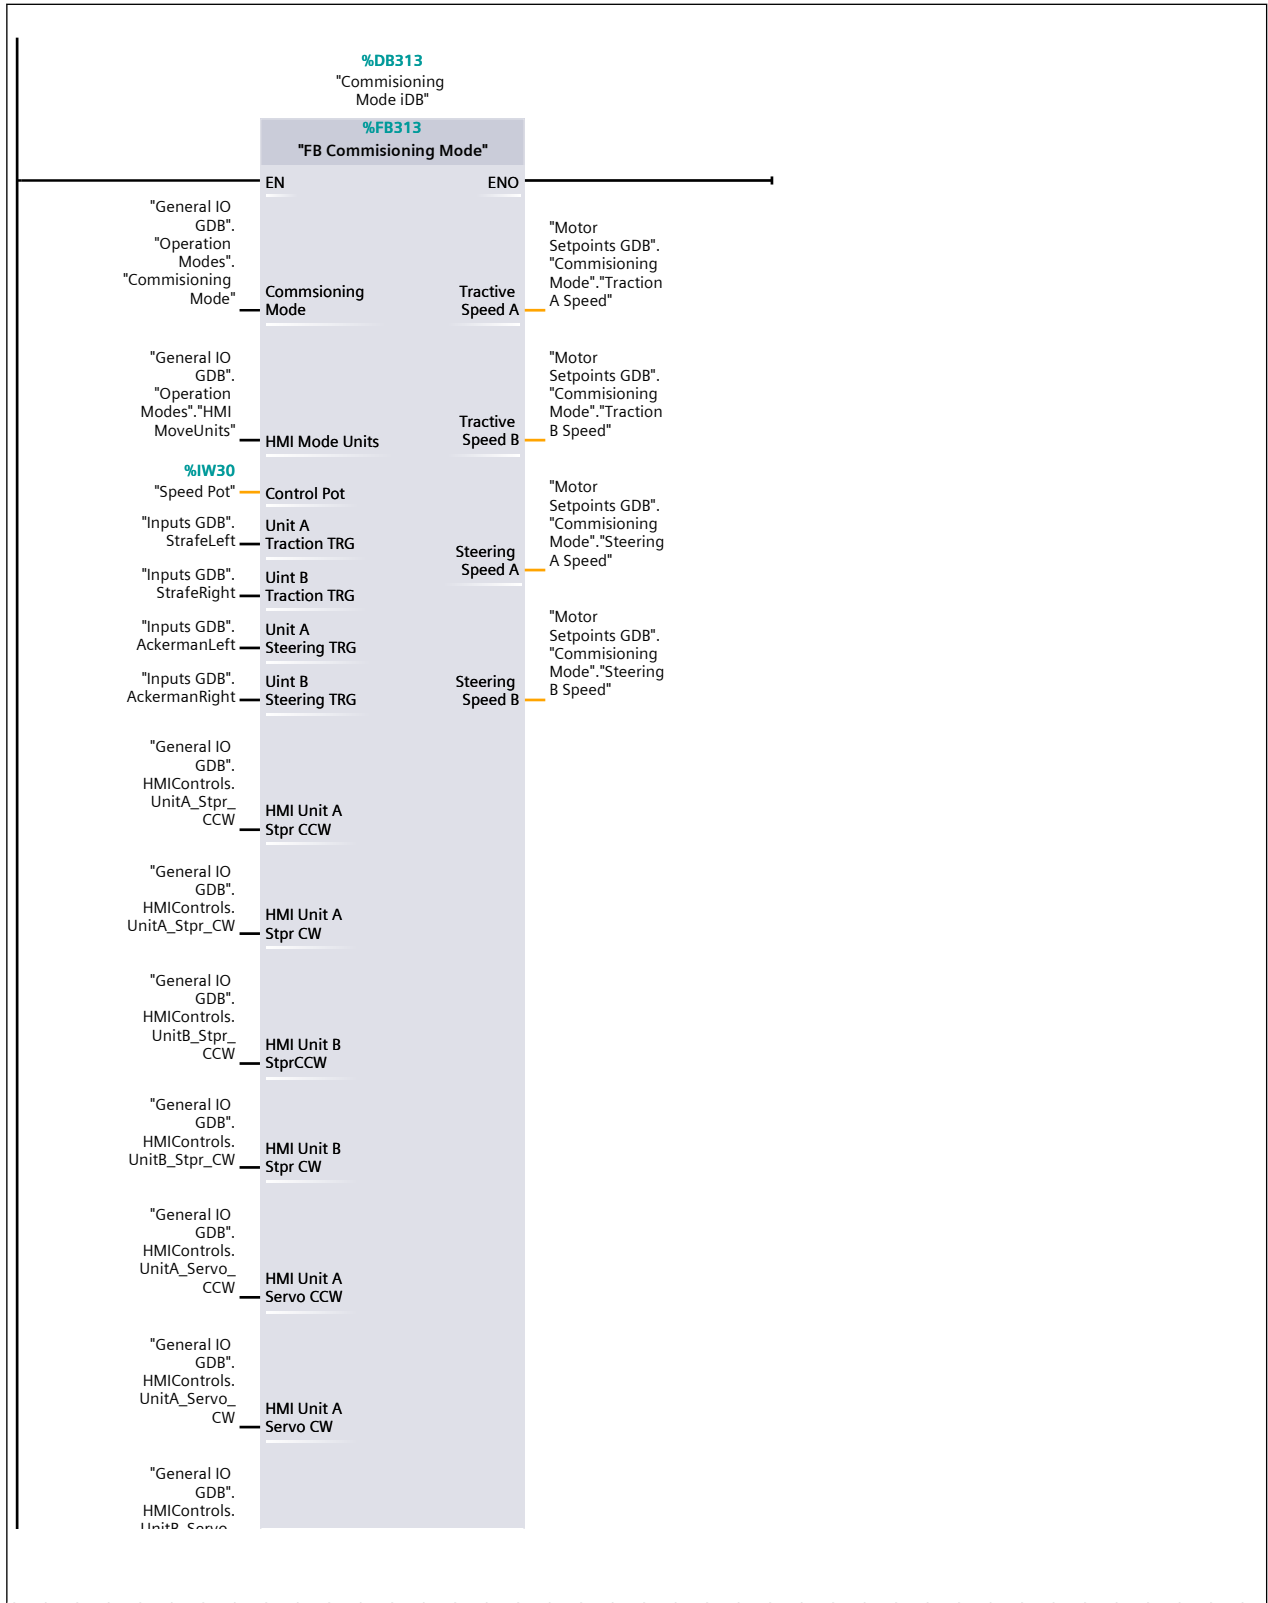 %DB313
"Commisioning
Mode iDB"
%FB313
"FB Commisioning Mode"
EN
ENO
"General IO
GDB".
"Operation
Modes".
"Commisioning
Mode"
Commsioning
Mode
Tractive
Speed A
"Motor
Setpoints GDB".
"Commisioning
Mode"."Traction
A Speed"
"General IO
GDB".
"Operation
Modes"."HMI
MoveUnits"
HMI Mode Units
Tractive
Speed B
"Motor
Setpoints GDB".
"Commisioning
Mode"."Traction
B Speed"
%IW30
"Speed Pot"
Control Pot
"Inputs GDB".
StrafeLeft
Unit A
Traction TRG
Steering
Speed A
"Motor
Setpoints GDB".
"Commisioning
Mode"."Steering
A Speed"
"Inputs GDB".
StrafeRight
Uint B
Traction TRG
"Inputs GDB".
AckermanLeft
Unit A
Steering TRG
"Inputs GDB".
AckermanRight
Uint B
Steering TRG
Steering
Speed B
"Motor
Setpoints GDB".
"Commisioning
Mode"."Steering
B Speed"
"General IO
GDB".
HMIControls.
UnitA_Stpr_
CCW
HMI Unit A
Stpr CCW
"General IO
GDB".
HMIControls.
UnitA_Stpr_CW
HMI Unit A
Stpr CW
"General IO
GDB".
HMIControls.
UnitB_Stpr_
CCW
HMI Unit B
StprCCW
"General IO
GDB".
HMIControls.
UnitB_Stpr_CW
HMI Unit B
Stpr CW
"General IO
GDB".
HMIControls.
UnitA_Servo_
CCW
HMI Unit A
Servo CCW
"General IO
GDB".
HMIControls.
UnitA_Servo_
CW
HMI Unit A
Servo CW
"General IO
GDB".
HMIControls.
UnitB_Servo_